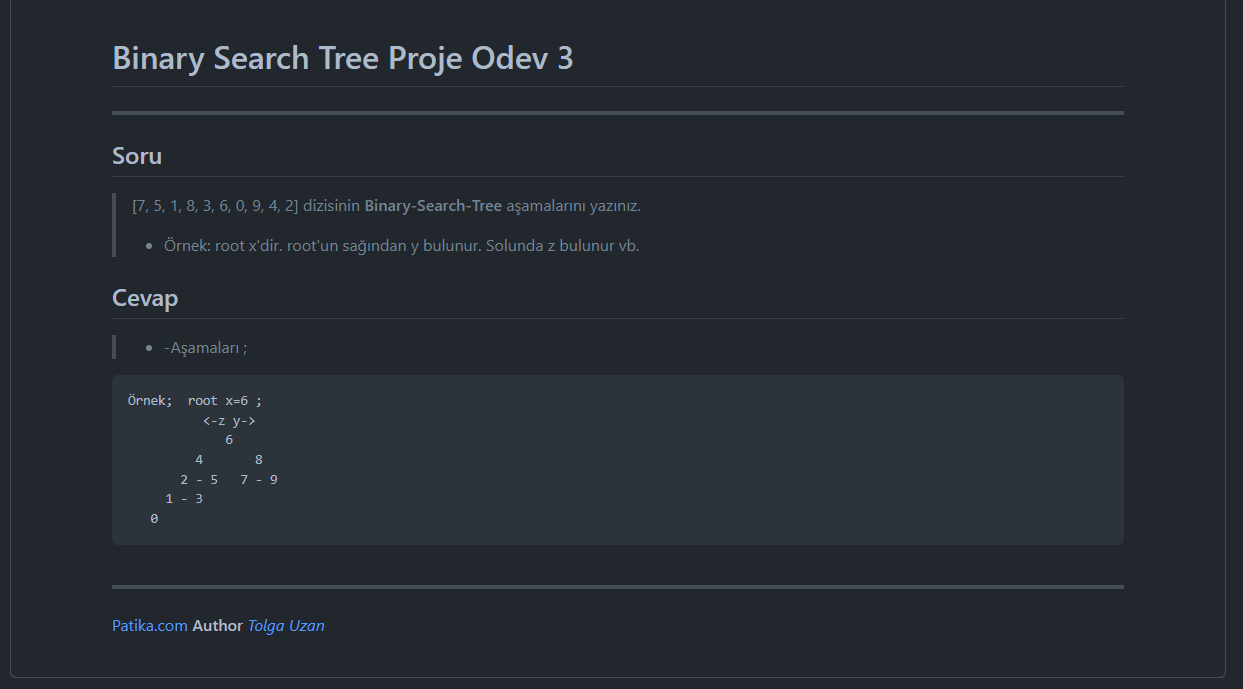 Binary Search Tree Proje Odev 3
Soru
[7, 5, 1, 8, 3, 6, 0, 9, 4, 2] dizisinin Binary-Search-Tree aşamalarını yazınız.
• Örnek: root x'dir. root'un sağından y bulunur. Solunda z bulunur vb.
Cevap
• -Aşamaları ;
Örnek;  root x=6 ;
          <-z y->
             6
         4       8
       2 - 5   7 - 9
     1 - 3
   0
Patika.com Author Tolga Uzan